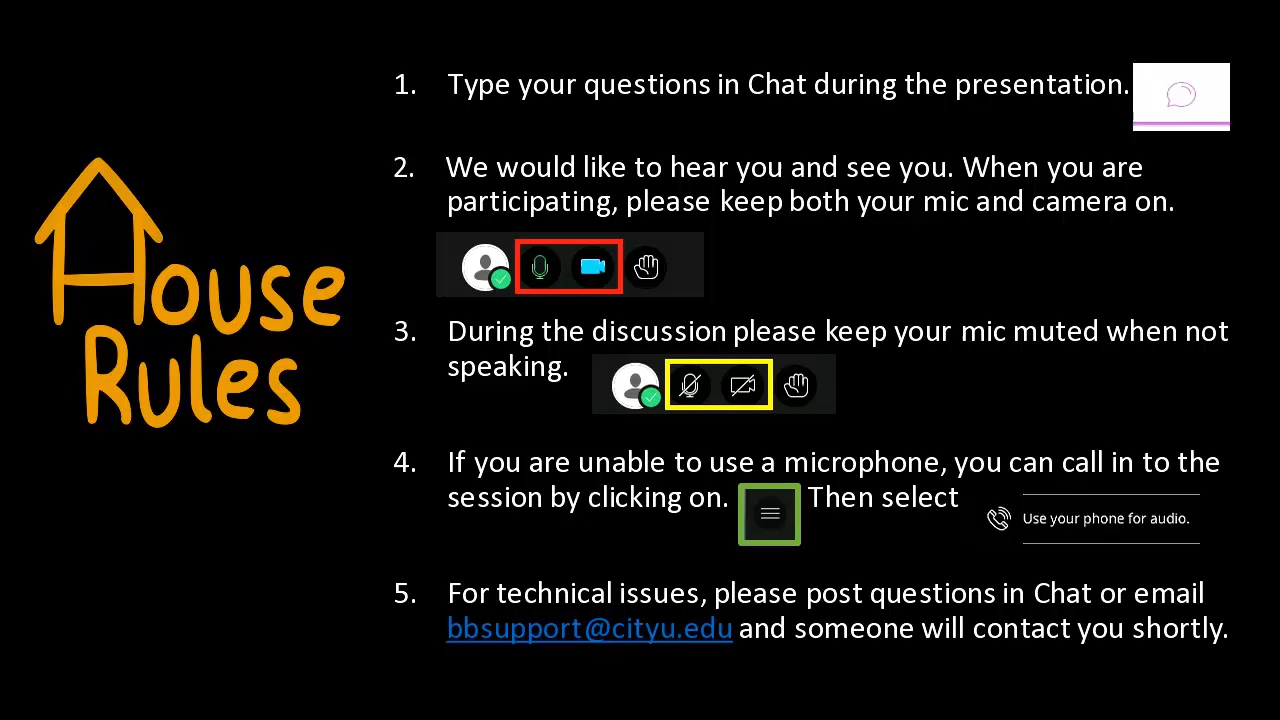 House
Rules
1. Type your questions in Chat during the presentation.
2. We would like to hear you and see you. When you are
participating, please keep both your mic and camera on.
3. During the discussion please keep your mic muted when not
speaking.
4. If you are unable to use a microphone, you can call in to the
session by clicking on. Then select
Use your phone for audio.
5. For technical issues, please post questions in Chat or email
bbsupport@cityu.edu and someone will contact you shortly.